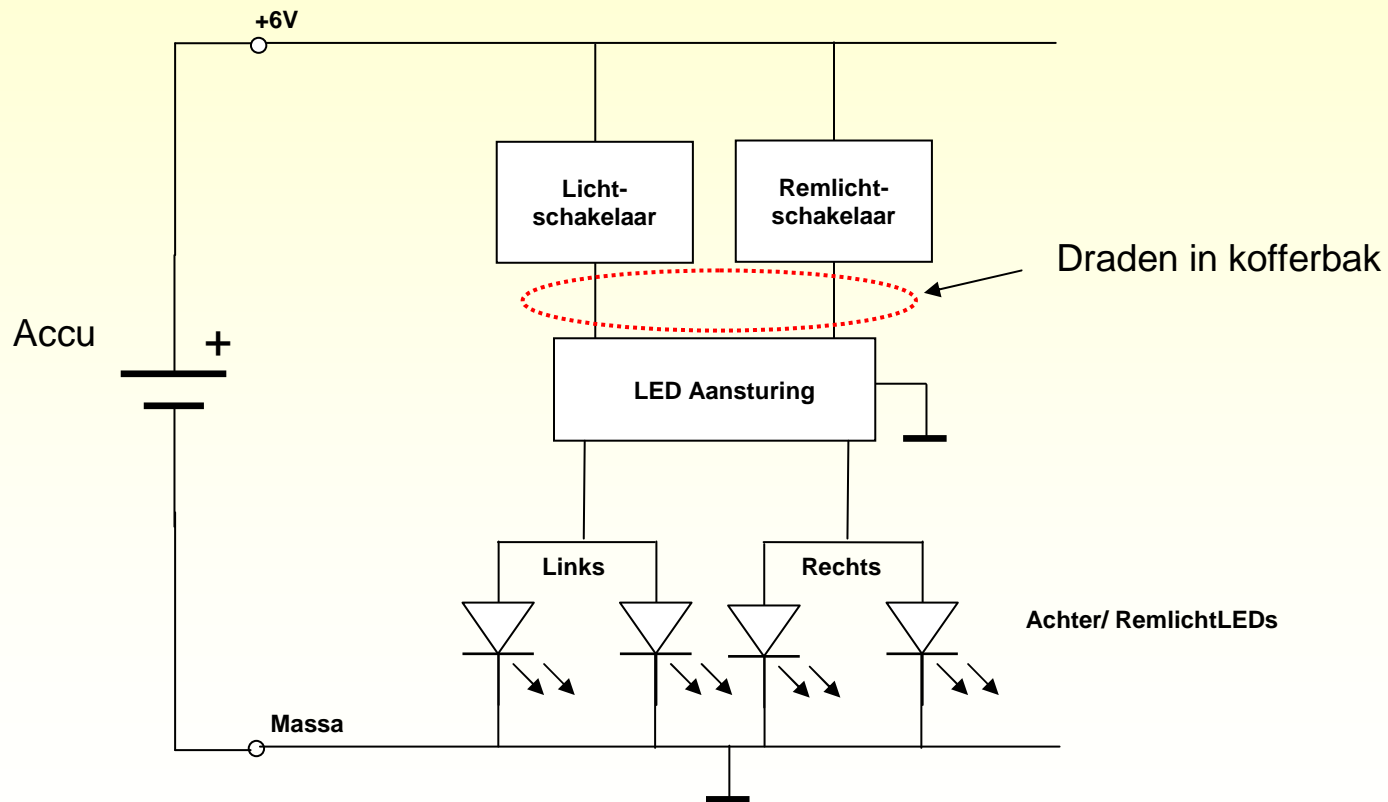 +6V
Licht-
schakelaar
Remlicht-
schakelaar
Draden in kofferbak
Accu
+
LED Aansturing
Links
Rechts
Achter/ RemlichtLEDs
Massa